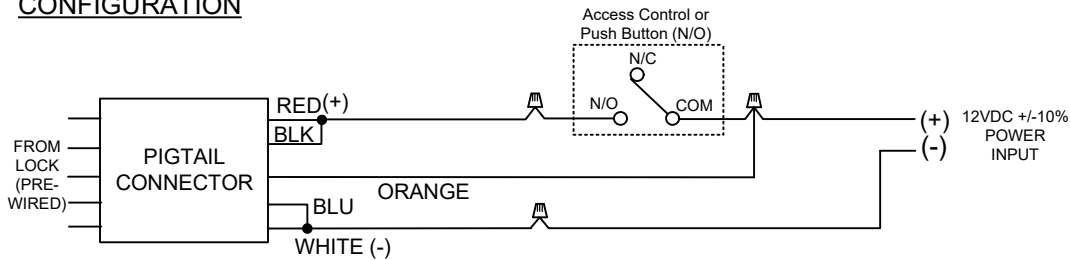 CONFIGURATION
Access Control or
Push Button (N/O)
N/C
N/O
COM
RED(+)
BLK
FROM
LOCK
(PRE-
WIRED)
PIGTAIL
CONNECTOR
ORANGE
BLU
WHITE (-)
(+)
(-)
12VDC +/-10%
POWER
INPUT